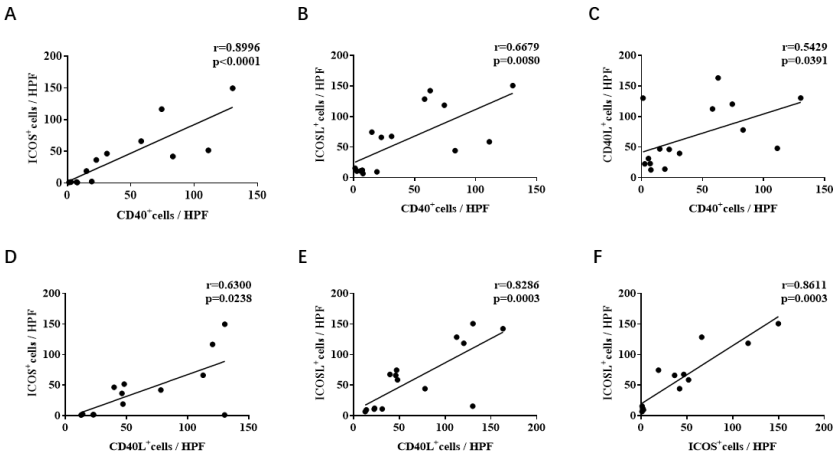 A
r=0.8996
p<0.0001
ICOS+cells / HPF
200
150
100
50
0
0 50 100 150
CD40+cells / HPF
B
r=0.6679
p=0.0080
ICOSL+cells / HPF
200
150
100
50
0
0 50 100 150
CD40+cells / HPF
C
r=0.5429
p=0.0391
CD40L+cells / HPF
200
150
100
50
0
0 50 100 150
CD40+cells / HPF
D
r=0.6300
p=0.0238
ICOS+cells / HPF
200
150
100
50
0
0 50 100 150
CD40L+cells / HPF
E
r=0.8286
p=0.0003
ICOSL+cells / HPF
200
150
100
50
0
0 50 100 150 200
CD40L+cells / HPF
F
r=0.8611
p=0.0003
ICOSL+cells / HPF
200
150
100
50
0
0 50 100 150 200
ICOS+cells / HPF